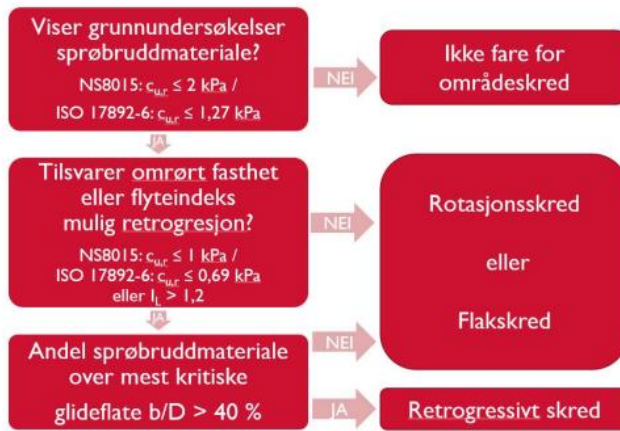 Viser grunnundersøkelser
sprøbruddmateriale?
NS8015: cu,r ≤ 2 kPa /
ISO 17892-6: cu,r ≤ 1,27 kPa
NEI
Ikke fare for
områdeskred
JA
Tilsvarer omrørt fasthet
eller flyteindeks
mulig retrogresjon?
NS8015: cu,r ≤ 1 kPa /
ISO 17892-6: cu,r ≤ 0,69 kPa
eller IL > 1,2
NEI
Rotasjonsskred
eller
Flakskred
JA
Andel sprøbruddmateriale
over mest kritiske
glideflate b/D > 40 %
NEI
JA
Retrogressivt skred